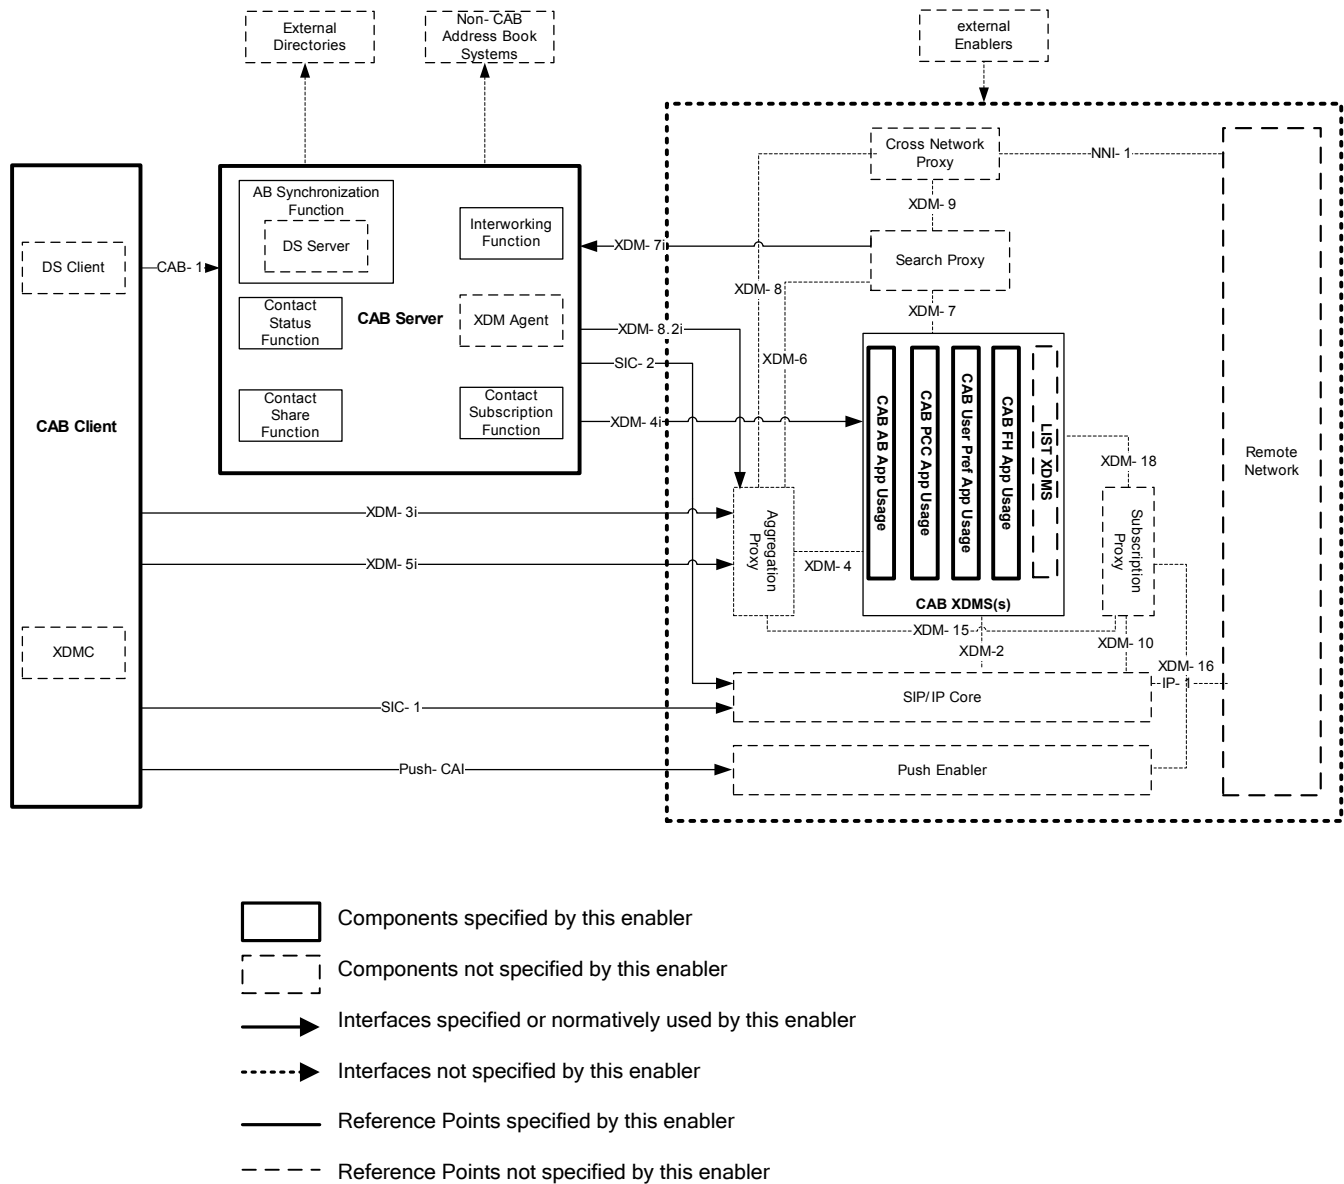 External
Directories
Non- CAB
Address Book
Systems
external
Enablers
Cross Network
Proxy
NNI- 1
AB Synchronization
Function
DS Server
Interworking
Function
XDM- 9
XDM- 7i
Search Proxy
DS Client
CAB- 1
XDM- 8
Contact
Status
Function
CAB Server
XDM Agent
XDM- 7
XDM- 8.2i
SIC- 2
XDM-6
Contact
Share
Function
Contact
Subscription
Function
XDM- 4i
CAB Client
CAB AB App Usage
CAB PCC App Usage
CAB User Pref App Usage
CAB FH App Usage
LIST XDMS
XDM- 18
Remote
Network
XDM- 3i
XDM- 5i
Aggregation
Proxy
XDM- 4
Subscription
Proxy
CAB XDMS(s)
XDM- 15
XDM-2
XDM- 10
XDMC
XDM- 16
IP- 1
SIP/IP Core
SIC- 1
Push- CAI
Push Enabler
Components specified by this enabler
Components not specified by this enabler
Interfaces specified or normatively used by this enabler
Interfaces not specified by this enabler
Reference Points specified by this enabler
Reference Points not specified by this enabler